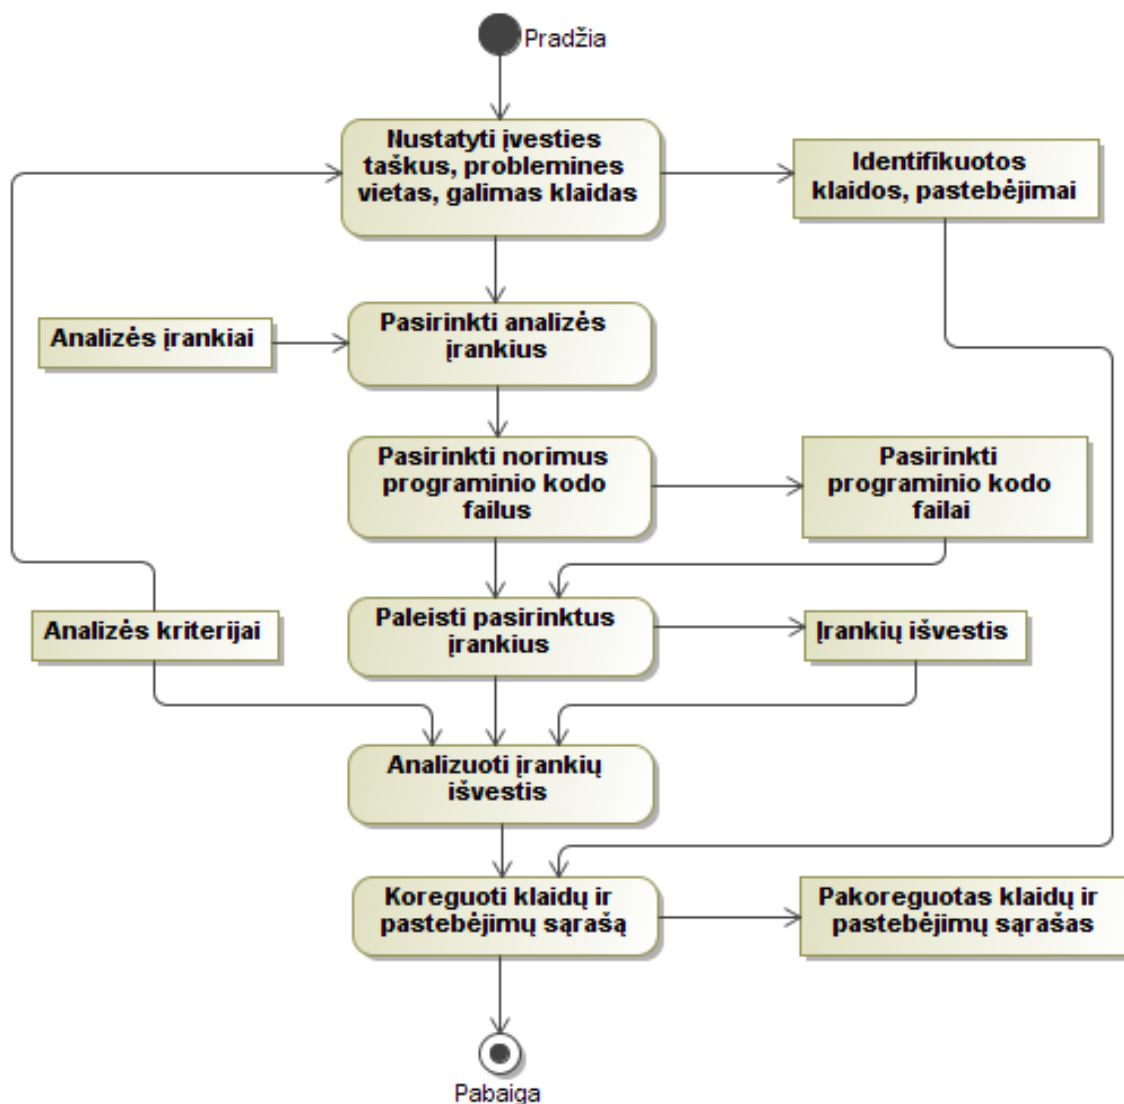 Pradžia
Nustatyti įvesties
taškus, problemines
vietas, galimas klaidas
Identifikuotos
klaidos, pastebėjimai
Analizės įrankiai
Pasirinkti analizės
įrankius
Pasirinkti norimus
programinio kodo
failus
Pasirinkti
programinio kodo
failai
Analizės kriterijai
Paleisti pasirinktus
įrankius
Įrankių išvestis
Analizuoti įrankių
išvestis
Koreguoti klaidų ir
pastebėjimų sąrašą
Pakoreguotas klaidų ir
pastebėjimų sąrašas
Pabaiga